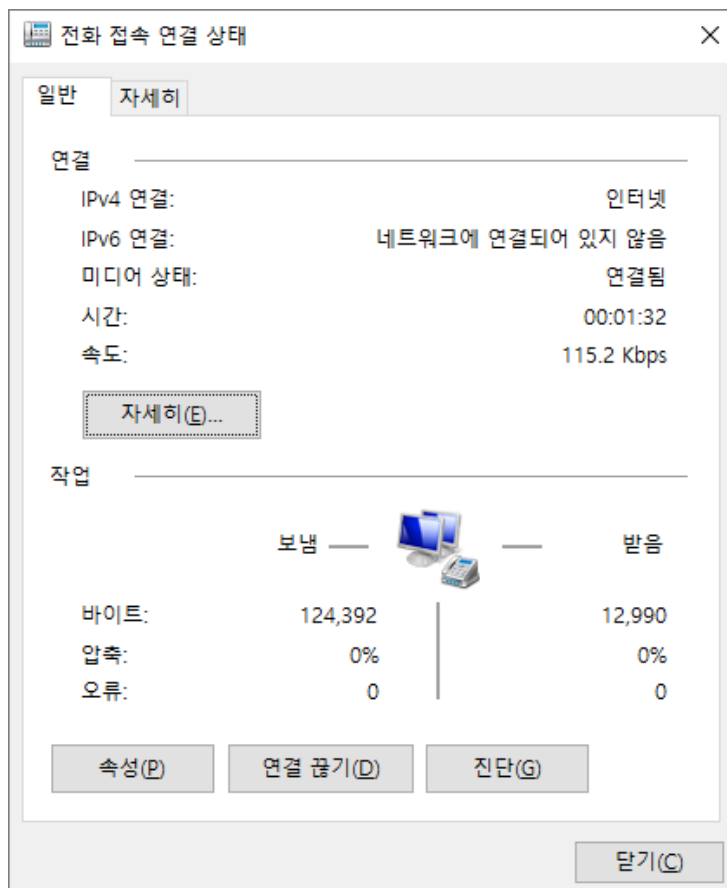 전화 접속 연결 상태
일반 자세히
연결
IPv4 연결: 인터넷
IPv6 연결: 네트워크에 연결되어 있지 않음
미디어 상태: 연결됨
시간: 00:01:32
속도: 115.2 Kbps
자세히(E)...
작업
보냄 받음
바이트: 124,392 12,990
압축: 0% 0%
오류: 0 0
속성(P) 연결 끊기(D) 진단(G)
닫기(C)